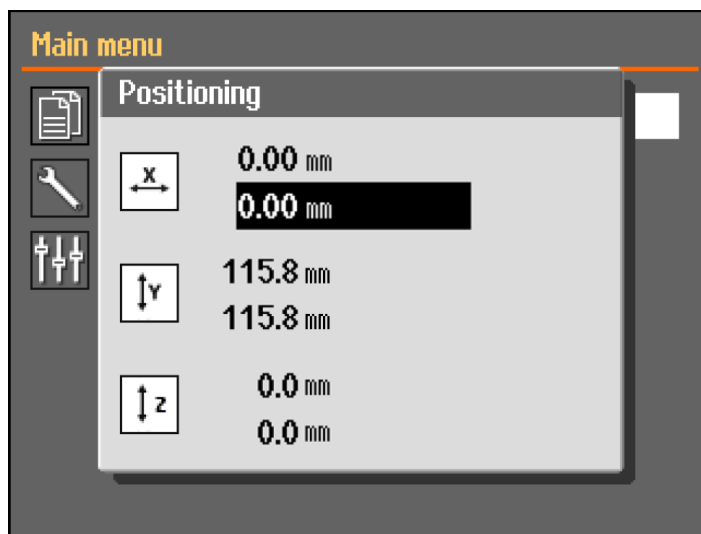 Main menu
Positioning
X
0.00 mm
0.00 mm
Y
115.8 mm
115.8 mm
Z
0.0 mm
0.0 mm